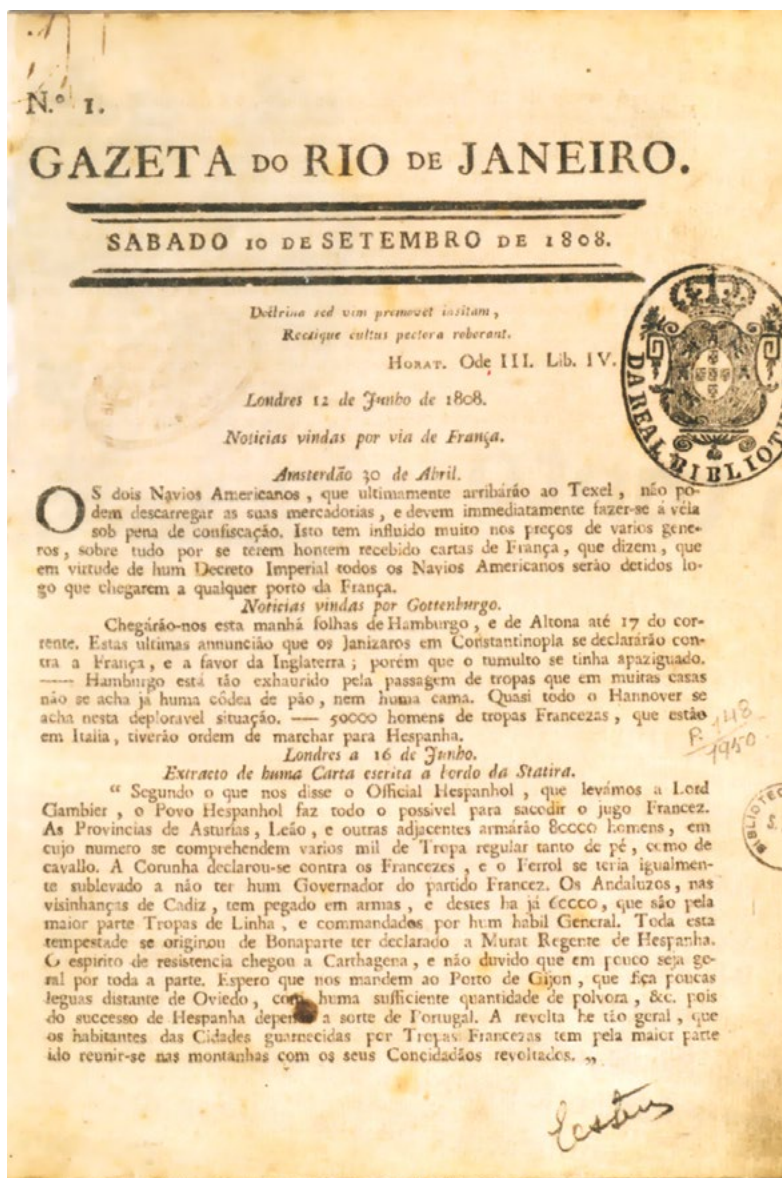 N.º 1.
GAZETA DO RIO DE JANEIRO.
SABADO 10 DE SETEMBRO DE 1808.
Doctrina sed vim promovet insitam,
Rectique cultus pectora roborant.
HORAT. Ode III. Lib. IV.
DA REAL BIBLIOTE
Londres 12 de Junho de 1808.
Noticias vindas por via de França.
Amsterdão 30 de Abril.
OS dois Navios Americanos, que ultimamente arribárão ao Texel, não po-
dem descarregar as suas mercadorias, e devem immediatamente fazer-se á véla
sob pena de confiscação. Isto tem influido muito nos preços de varios gene-
ros, sobre tudo por se terem hontem recebido cartas de França, que dizem, que
em virtude de hum Decreto Imperial todos os Navios Americanos serão detidos lo-
go que chegarem a qualquer porto da França.
Noticias vindas por Gottenburgo.
Chegárão-nos esta manhã folhas de Hamburgo, e de Altona até 17 do cor-
rente. Estas ultimas annuncião que os Janizaros em Constantinopla se declarárão con-
tra a França, e a favor da Inglaterra; porém que o tumulto se tinha apaziguado.
—— Hamburgo está tão exhaurido pela passagem de tropas que em muitas casas
não se acha já huma códea de pão, nem huma cama. Quasi todo o Hannover se
acha nesta deploravel situação. —— 50000 homens de tropas Francezas, que estão
em Italia, tiverão ordem de marchar para Hespanha.
P. 148
1950
Londres a 16 de Junho.
Extracto de huma Carta escrita a bordo da Statira.
" Segundo o que nos disse o Official Hespanhol, que levámos a Lord
Gambier, o Povo Hespanhol faz todo o possivel para sacodir o jugo Francez.
As Provincias de Asturias, Leão, e outras adjacentes armárão 80000 homens, em
cujo numero se comprehendem varios mil de Tropa regular tanto de pé, como de
cavallo. A Corunha declarou-se contra os Francezes, e o Ferrol se teria igualmen-
te sublevado a não ter hum Governador do partido Francez. Os Andaluzos, nas
visinhanças de Cadiz, tem pegado em armas, e destes ha já 60000, que são pela
maior parte Tropas de Linha, e commandados por hum habil General. Toda esta
tempestade se originou de Bonaparte ter declarado a Murat Regente de Hespanha.
O espirito de resistencia chegou a Carthagena, e não duvido que em pouco seja ge-
ral por toda a parte. Espero que nos mandem ao Porto de Gijon, que fica poucas
leguas distante de Oviedo, com huma sufficiente quantidade de polvora, &c. pois
do successo de Hespanha depende a sorte de Portugal. A revolta he tão geral, que
os habitantes das Cidades guarnecidas por Tropas Francezas tem pela maior parte
ido reunir-se nas montanhas com os seus Concidadãos revoltados. „